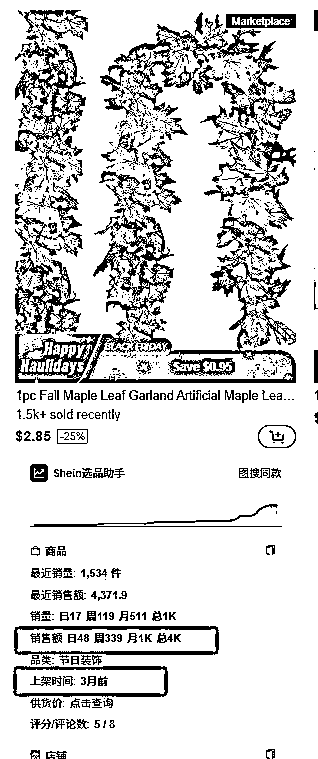 Marketplace
Happy
Haulidays
BLACK FRIDAY
Save $0.95
1pc Fall Maple Leaf Garland Artificial Maple Lea...
1.5k+ sold recently
$2.85 -25%
Shein选品助手 图搜同款
商品
最近销量: 1,534 件
最近销售额: 4,371.9
销量: 日17 周119 月511 总1K
销售额 日48 周339 月1K 总4K
品类: 节日装饰
上架时间: 3月前
供货价: 点击查询
评分/评论数: 5 / 8
店铺